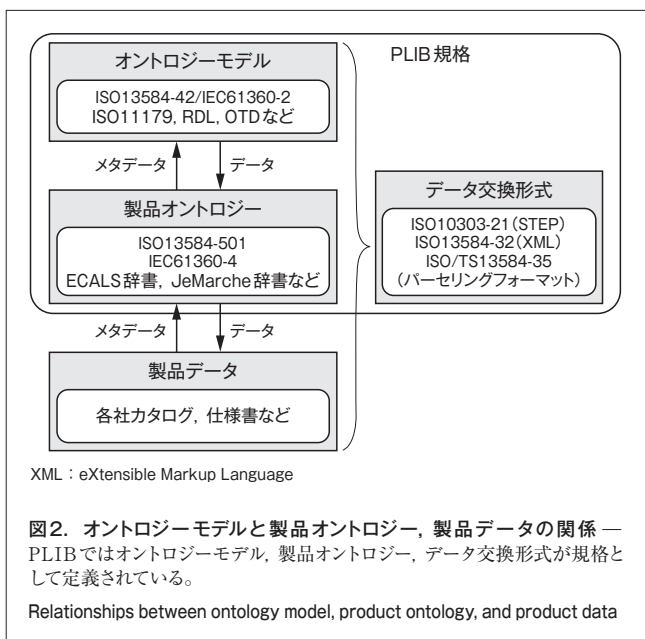 PLIB規格
オントロジーモデル
ISO13584-42/IEC61360-2
ISO11179, RDL, OTDなど
メタデータ
データ
製品オントロジー
ISO13584-501
IEC61360-4
ECALS辞書, JeMarche辞書など
メタデータ
データ
製品データ
各社カタログ, 仕様書など
データ交換形式
ISO10303-21(STEP)
ISO13584-32(XML)
ISO/TS13584-35
(パーセリングフォーマット)
XML：eXtensible Markup Language
図2. オントロジーモデルと製品オントロジー, 製品データの関係 —
PLIBではオントロジーモデル, 製品オントロジー, データ交換形式が規格と
して定義されている。
Relationships between ontology model, product ontology, and product data